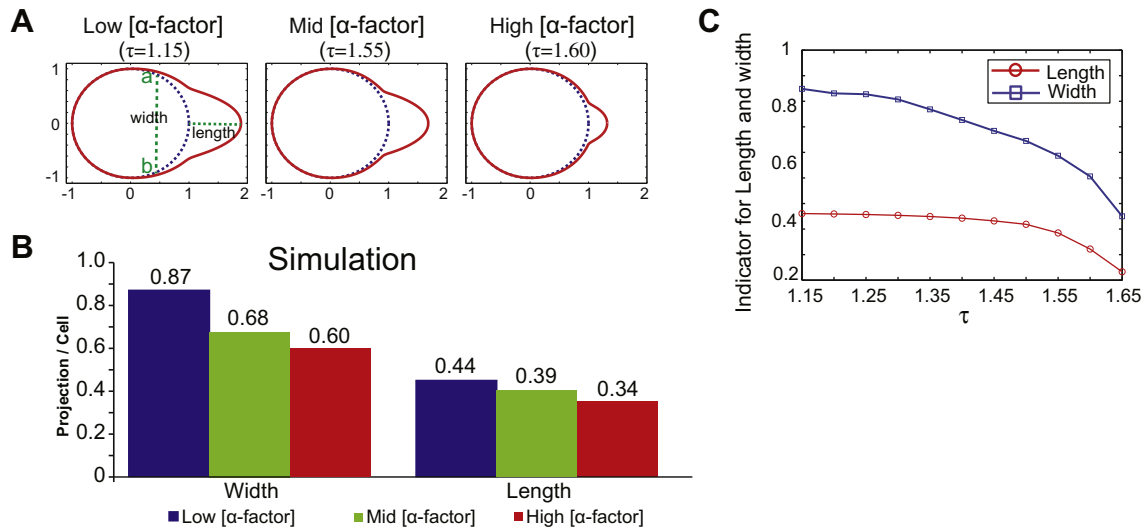 A
Low [α-factor]
(τ=1.15)
Mid [α-factor]
(τ=1.55)
High [α-factor]
(τ=1.60)
1
0
-1
a
b
width
length
-1 0 1 2
-1 0 1 2
-1 0 1 2
B
Simulation
Projection / Cell
1.0
0.8
0.6
0.4
0.2
0
0.87
0.68
0.60
0.44
0.39
0.34
Width
Length
Low [α-factor]
Mid [α-factor]
High [α-factor]
C
Indicator for Length and width
1
0.8
0.6
0.4
0.2
1.15 1.25 1.35 1.45 1.55 1.65
τ
Length
Width